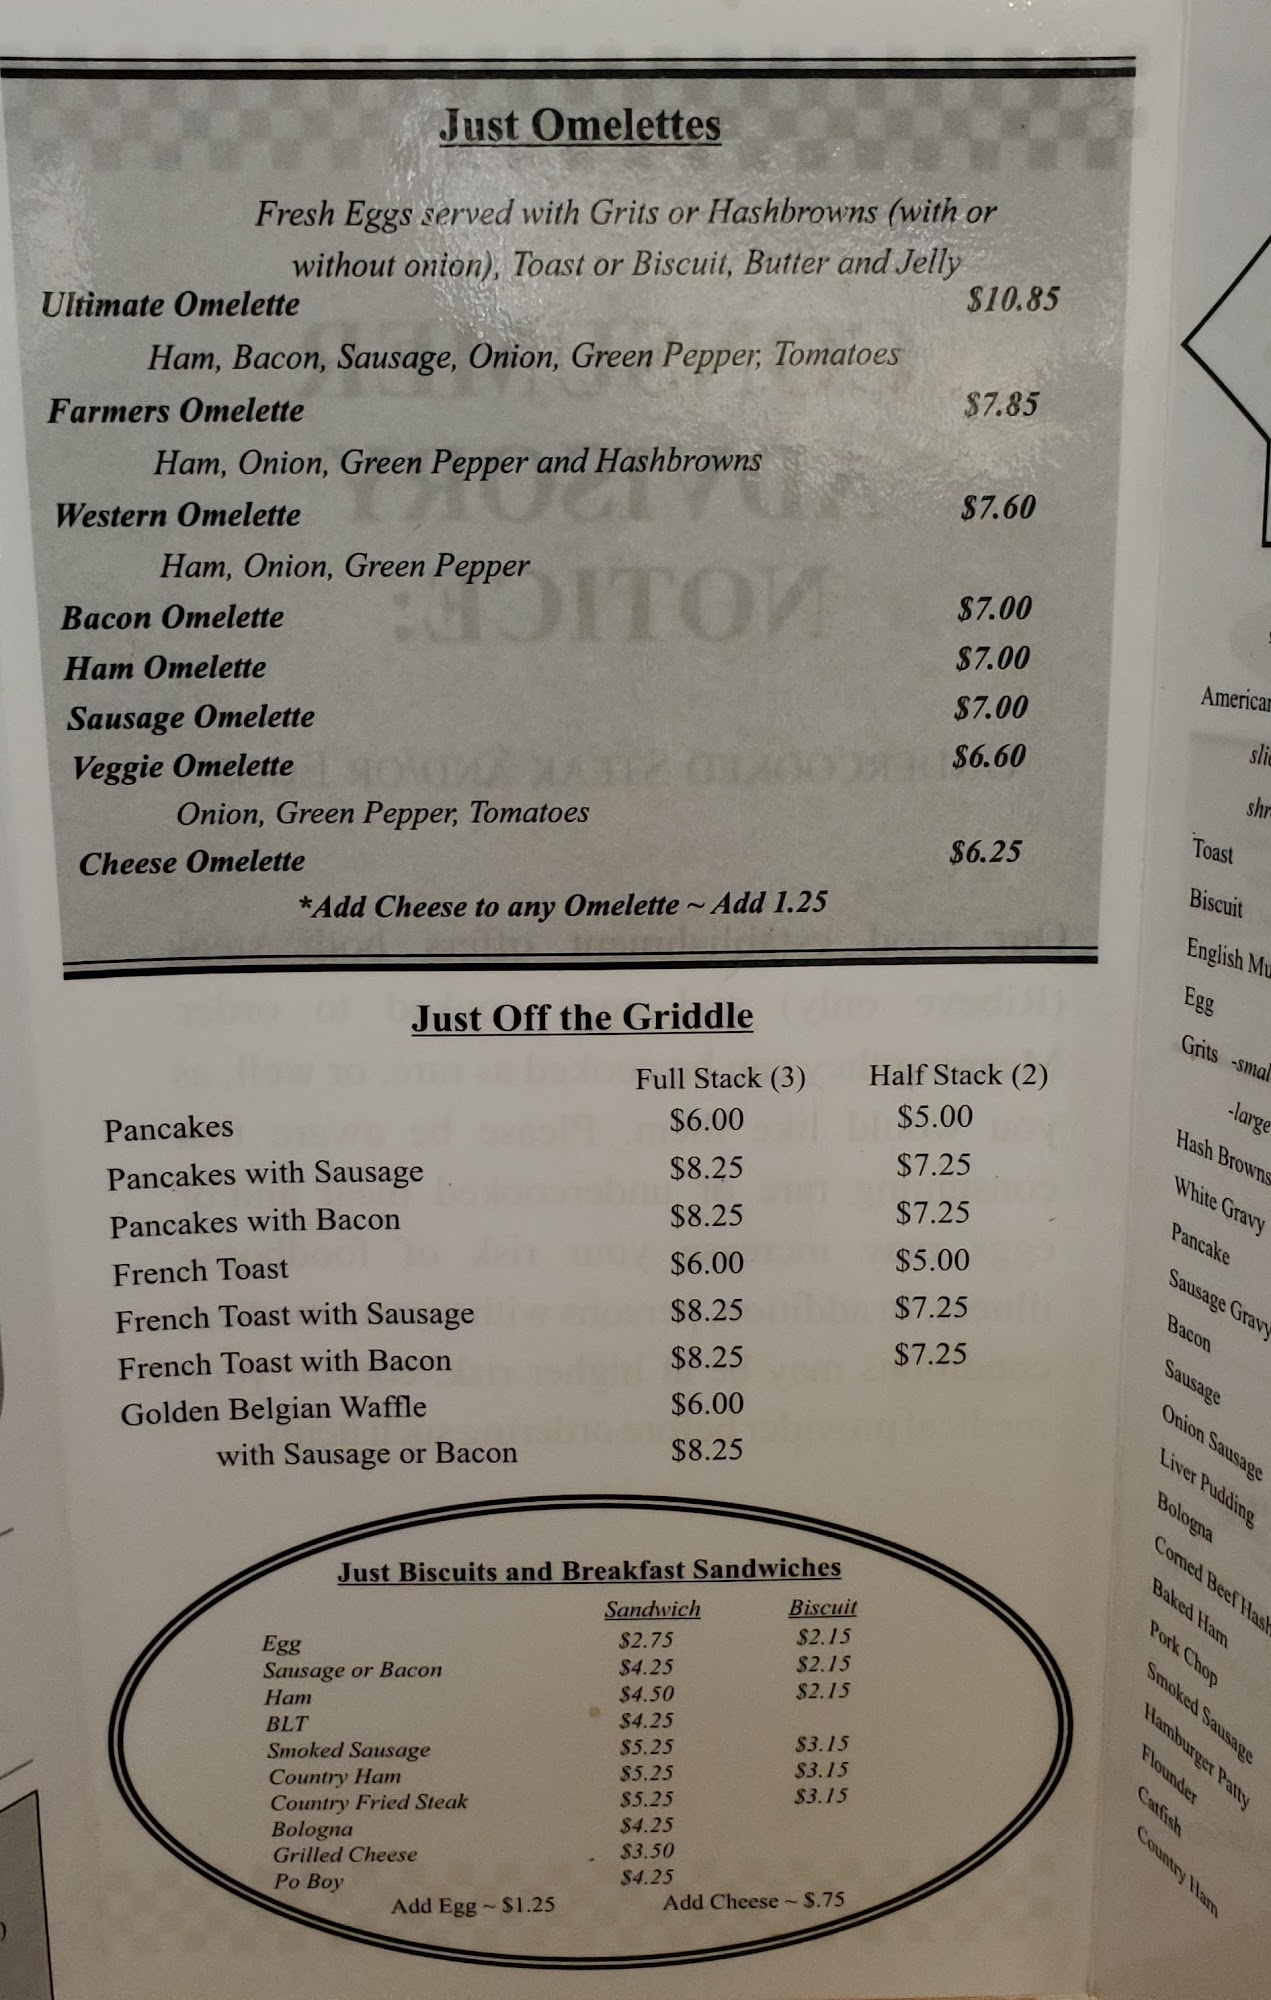 Just Omelettes
Fresh Eggs served with Grits or Hashbrowns (with or
without onion), Toast or Biscuit, Butter and Jelly
Ultimate Omelette $10.85
Ham, Bacon, Sausage, Onion, Green Pepper, Tomatoes
Farmers Omelette $7.85
Ham, Onion, Green Pepper and Hashbrowns
Western Omelette $7.60
Ham, Onion, Green Pepper
Bacon Omelette $7.00
Ham Omelette $7.00
Sausage Omelette $7.00
Veggie Omelette $6.60
Onion, Green Pepper, Tomatoes
Cheese Omelette $6.25
*Add Cheese to any Omelette ~ Add 1.25
Just Off the Griddle
Full Stack (3) Half Stack (2)
Pancakes $6.00 $5.00
Pancakes with Sausage $8.25 $7.25
Pancakes with Bacon $8.25 $7.25
French Toast $6.00 $5.00
French Toast with Sausage $8.25 $7.25
French Toast with Bacon $8.25 $7.25
Golden Belgian Waffle $6.00
with Sausage or Bacon $8.25
Just Biscuits and Breakfast Sandwiches
Sandwich Biscuit
Egg $2.75 $2.15
Sausage or Bacon $4.25 $2.15
Ham $4.50 $2.15
BLT $4.25
Smoked Sausage $5.25 $3.15
Country Ham $5.25 $3.15
Country Fried Steak $5.25 $3.15
Bologna $4.25
Grilled Cheese $3.50
Po Boy $4.25
Add Egg ~ $1.25 Add Cheese ~ $.75
Toast
Biscuit
English
Egg
Grits
-large
Hash Browns
White Gravy
Pancake
Sausage Gravy
Bacon
Sausage
Onion Sausage
Liver Pudding
Bologna
Corned Beef Hash
Baked Ham
Pork Chop
Smoked Sausage
Hamburger Patty
Flounder
Catfish
Country Ham